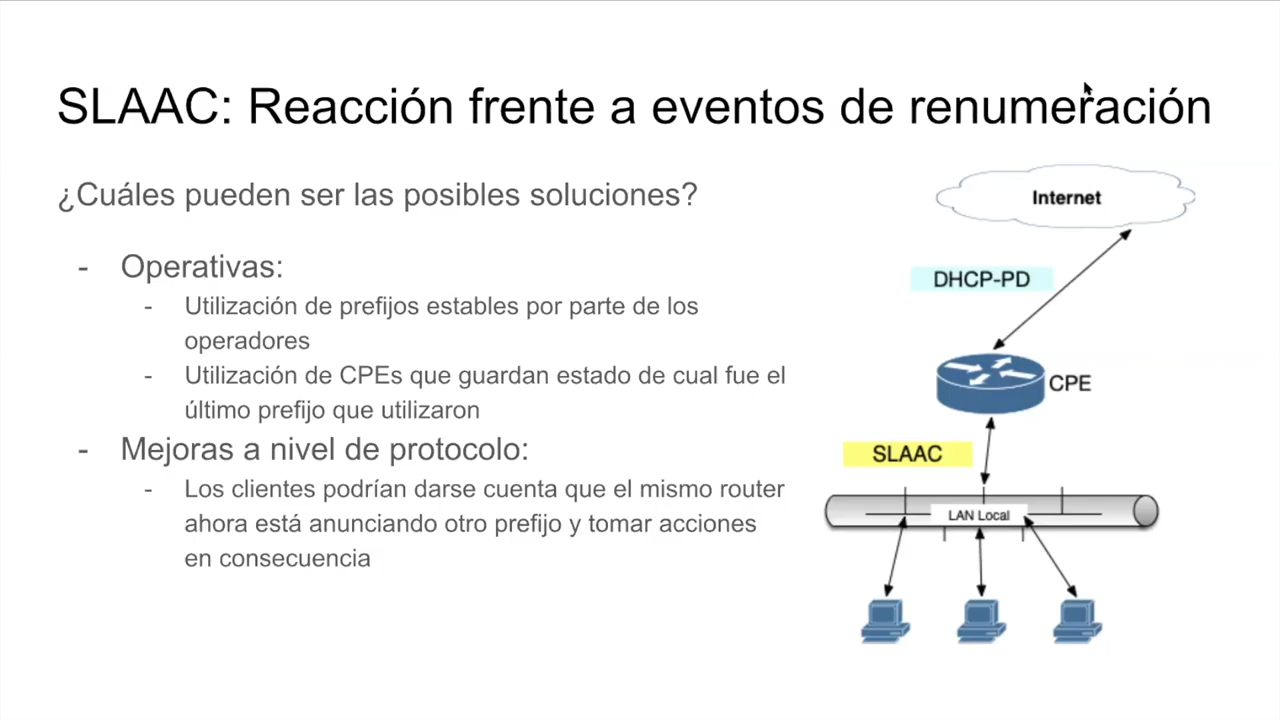 SLAAC: Reacción frente a eventos de renumeración
¿Cuáles pueden ser las posibles soluciones?
- Operativas:
- Utilización de prefijos estables por parte de los
operadores
- Utilización de CPEs que guardan estado de cual fue el
último prefijo que utilizaron
- Mejoras a nivel de protocolo:
- Los clientes podrían darse cuenta que el mismo router
ahora está anunciando otro prefijo y tomar acciones
en consecuencia
Internet
DHCP-PD
CPE
SLAAC
LAN Local